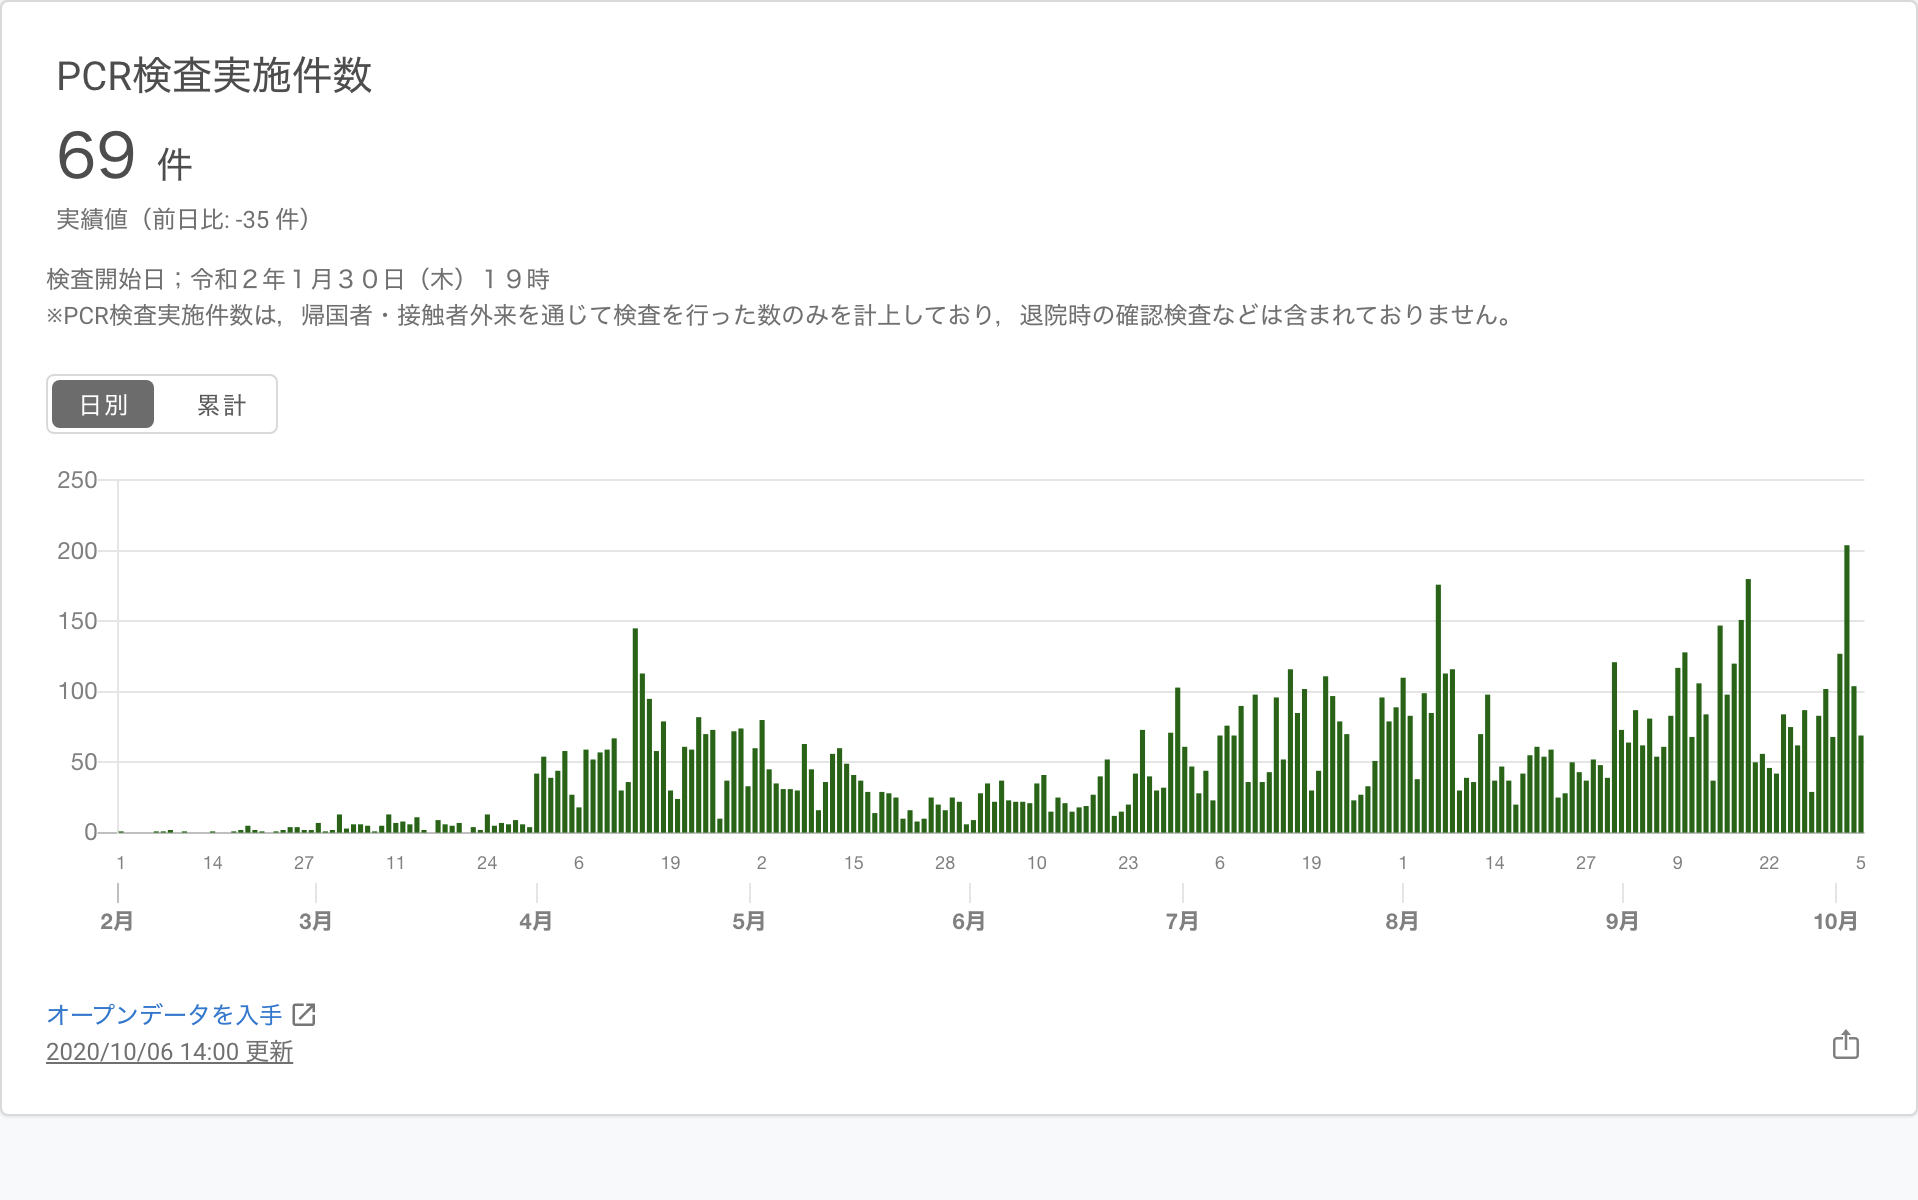 PCR検査実施件数
69 件
実績値（前日比: -35 件）
検査開始日；令和２年１月３０日（木）１９時
※PCR検査実施件数は，帰国者・接触者外来を通じて検査を行った数のみを計上しており，退院時の確認検査などは含まれておりません。
日別 累計
250
200
150
100
50
0
1 14 27 11 24 6 19 2 15 28 10 23 6 19 1 14 27 9 22 5
2月 3月 4月 5月 6月 7月 8月 9月 10月
オープンデータを入手
2020/10/06 14:00 更新